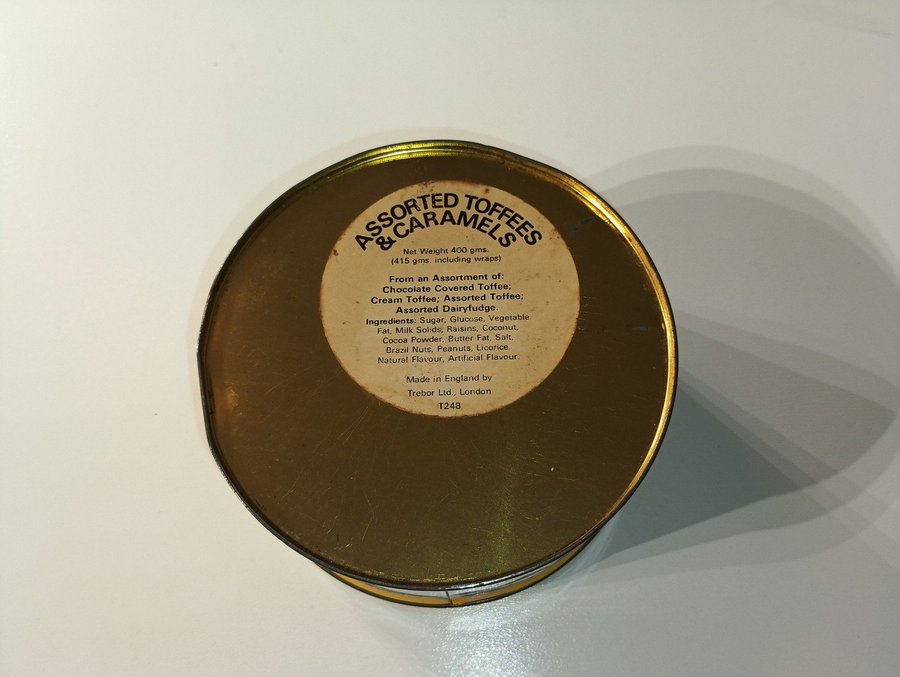 ASSORTED TOFFEES
& CARAMELS
Net Weight 400 gms.
(415 gms. including wraps)
From an Assortment of:
Chocolate Covered Toffee;
Cream Toffee; Assorted Toffee;
Assorted Dairyfudge.
Ingredients: Sugar, Glucose, Vegetable
Fat, Milk Solids, Raisins, Coconut,
Cocoa Powder, Butter Fat, Salt,
Brazil Nuts, Peanuts, Licorice.
Natural Flavour, Artificial Flavour.
Made in England by
Trebor Ltd., London
T248